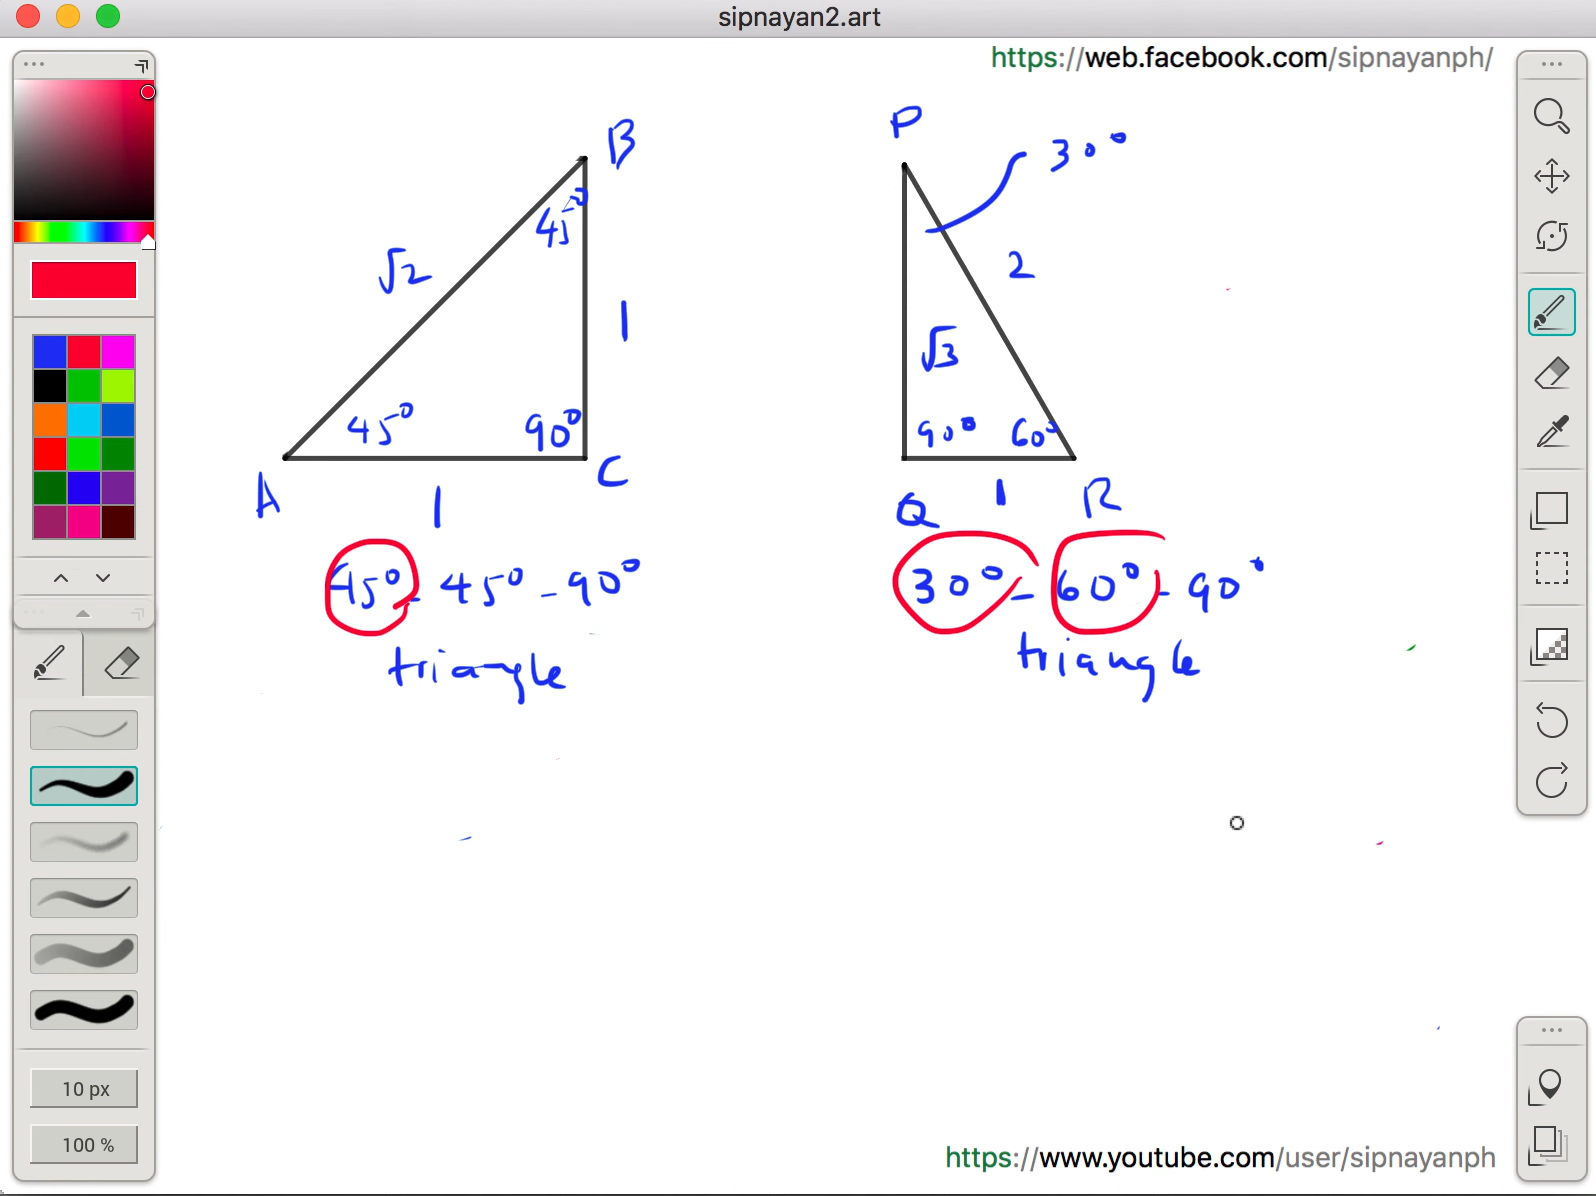 sipnayan2.art
https://web.facebook.com/sipnayanph/
B
P
30°
45°
√2
2
1
√3
45°
90°
90°
60°
A
1
C
Q
1
R
45° - 45° - 90°
triangle
30° - 60° - 90°
triangle
10 px
100 %
https://www.youtube.com/user/sipnayanph